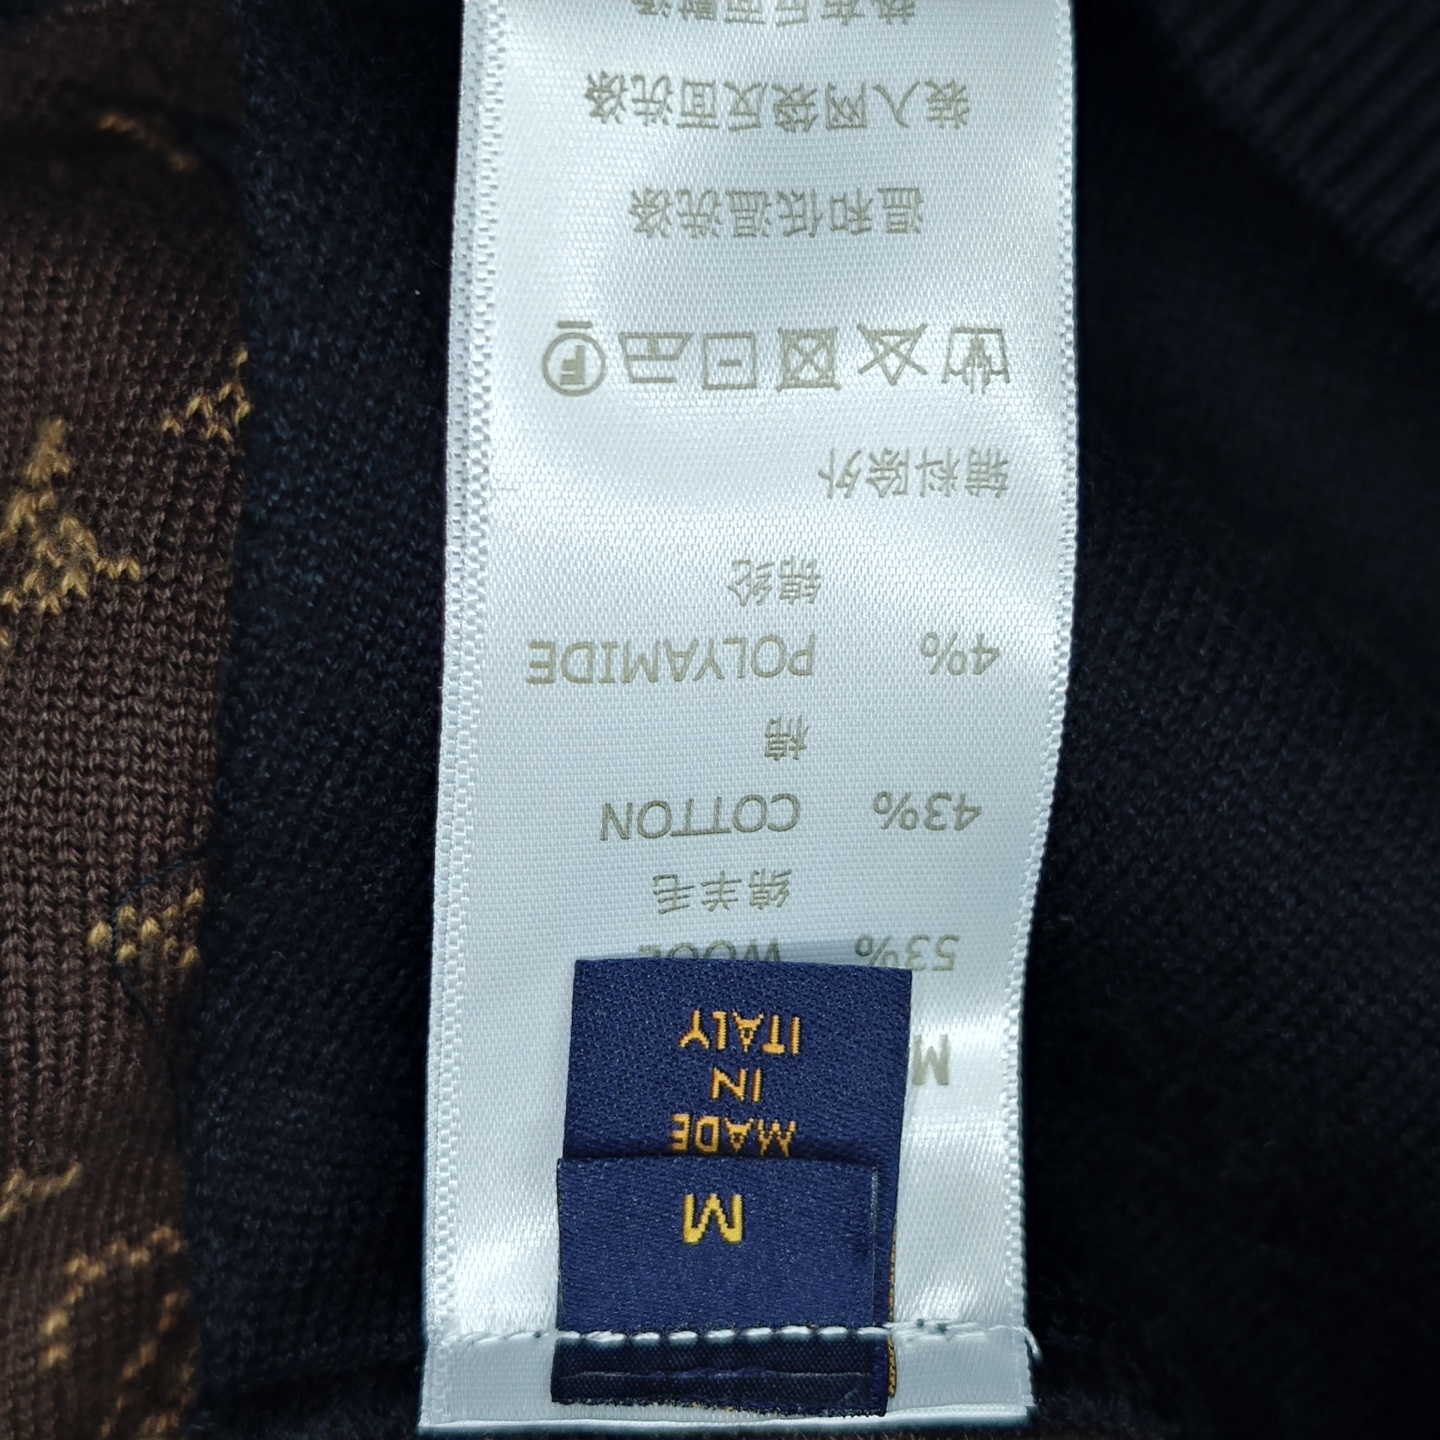 M
MADE
IN
ITALY
M
53% WOOL
绵羊毛
43% COTTON
棉
4% POLYAMIDE
锦纶
辅料除外
温和低温洗涤
装入网袋反面洗涤